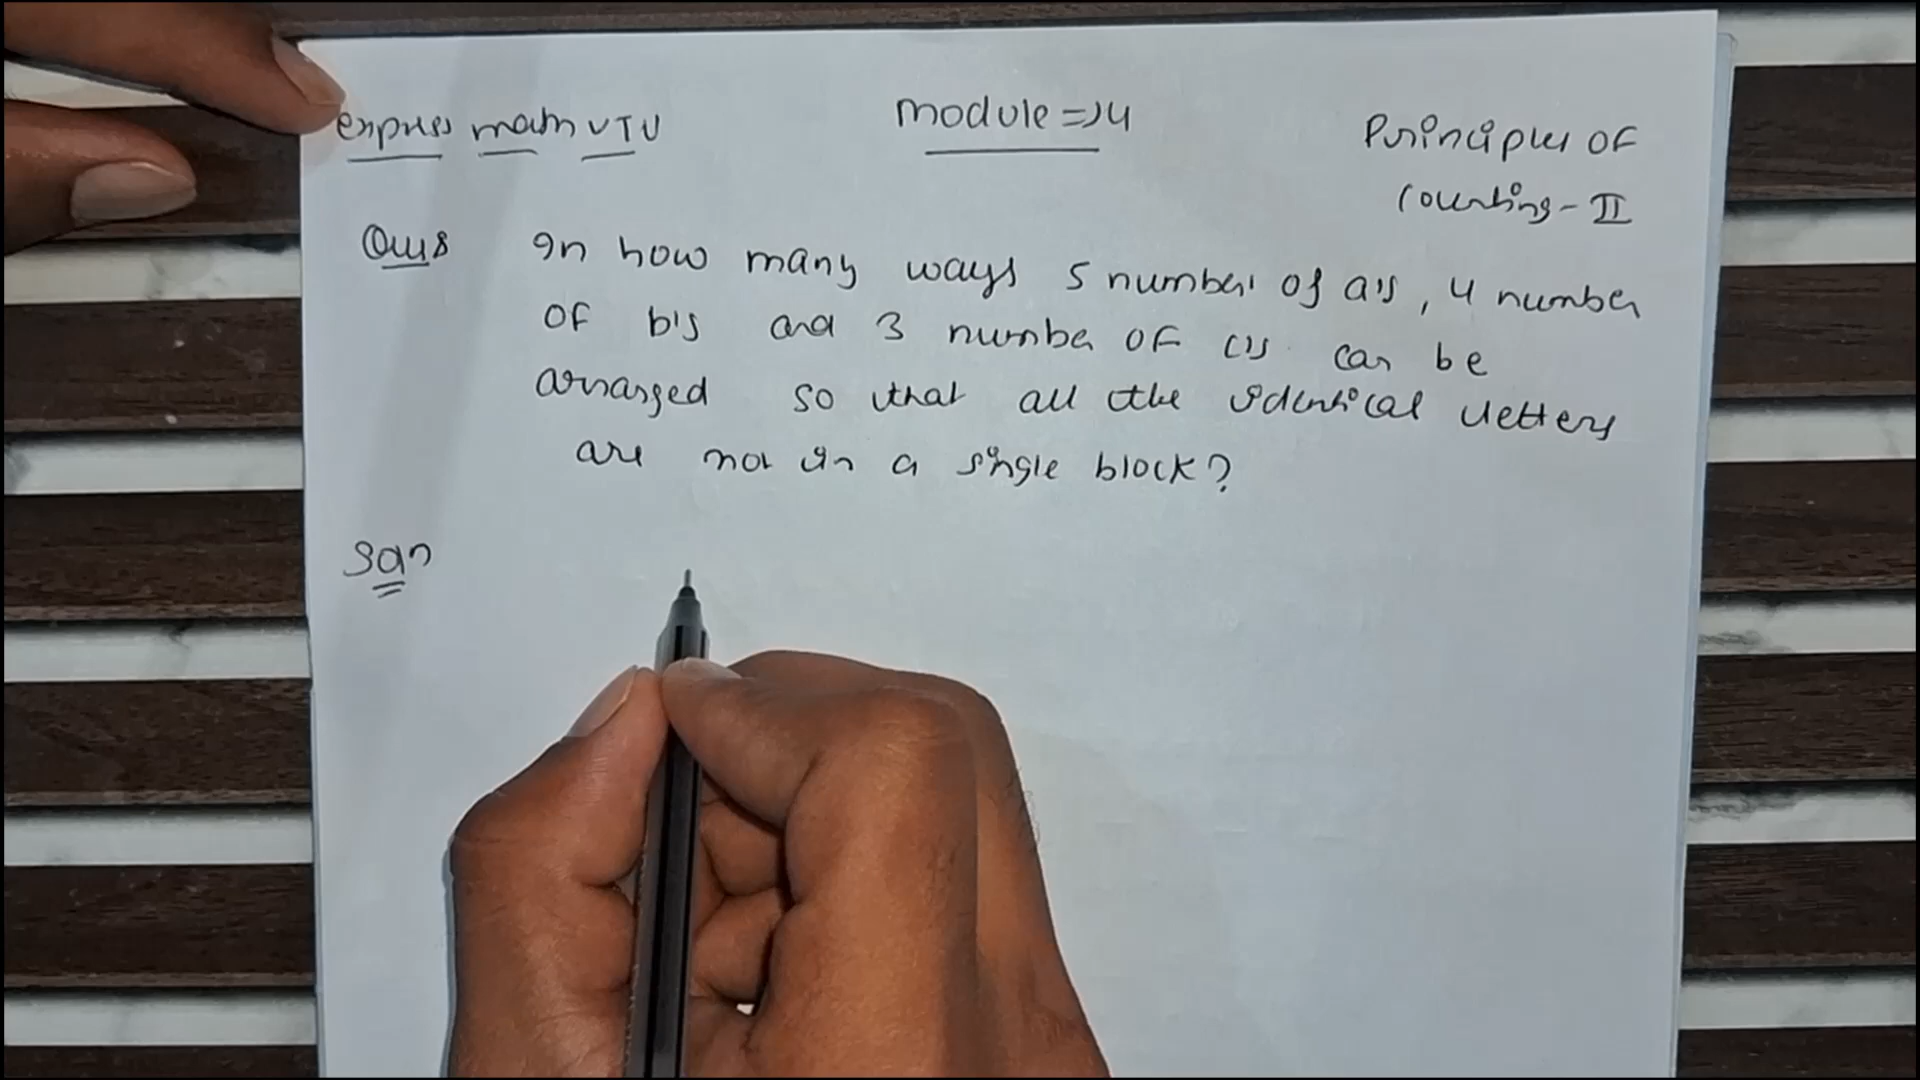 express math VTU
module => 4
Principles of
Counting - II
Ques In how many ways 5 number of a's, 4 number
of b's and 3 number of c's can be
arranged so that all the identical letters
are not in a single block?
Soln